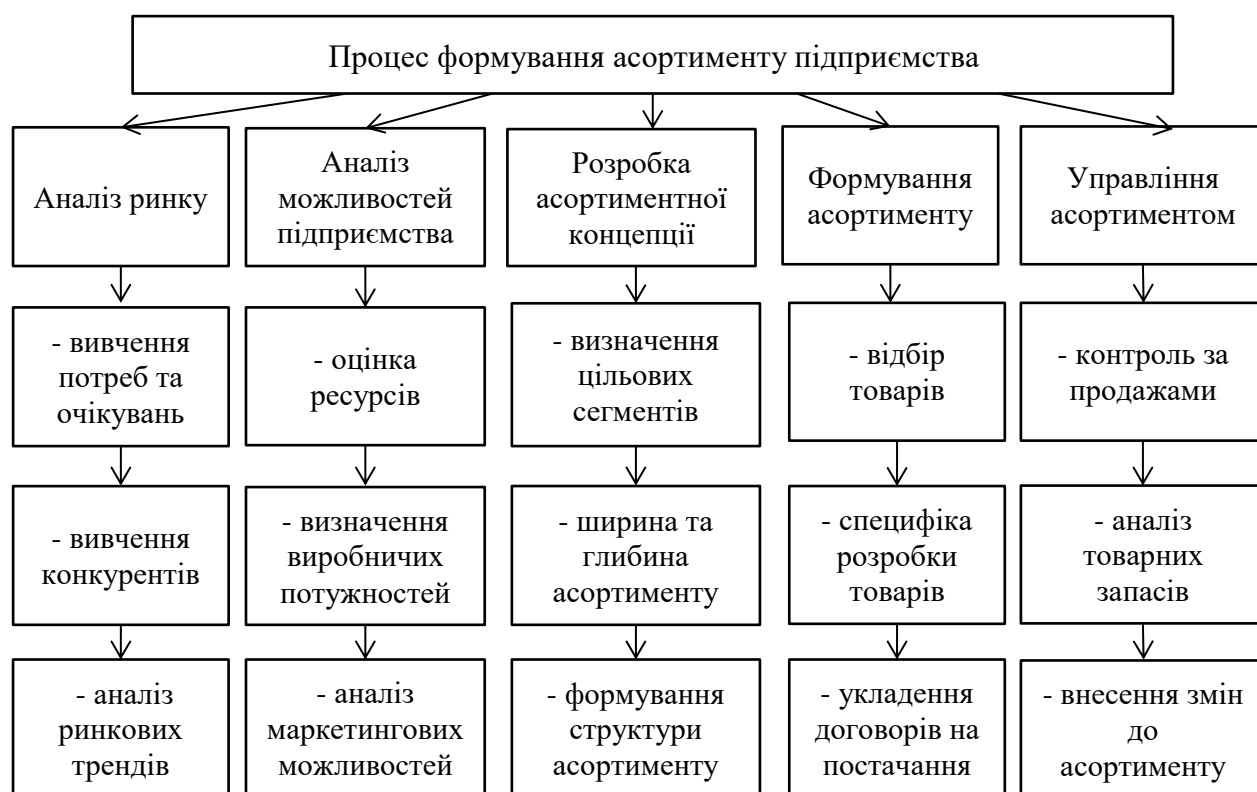 Процес формування асортименту підприємства
Аналіз ринку
Аналіз
можливостей
підприємства
Розробка
асортиментної
концепції
Формування
асортименту
Управління
асортиментом
- вивчення
потреб та
очікувань
- оцінка
ресурсів
- визначення
цільових
сегментів
- відбір
товарів
- контроль за
продажами
- вивчення
конкурентів
- визначення
виробничих
потужностей
- ширина та
глибина
асортименту
- специфіка
розробки
товарів
- аналіз
товарних
запасів
- аналіз
ринкових
трендів
- аналіз
маркетингових
можливостей
- формування
структури
асортименту
- укладення
договорів на
постачання
- внесення змін
до
асортименту